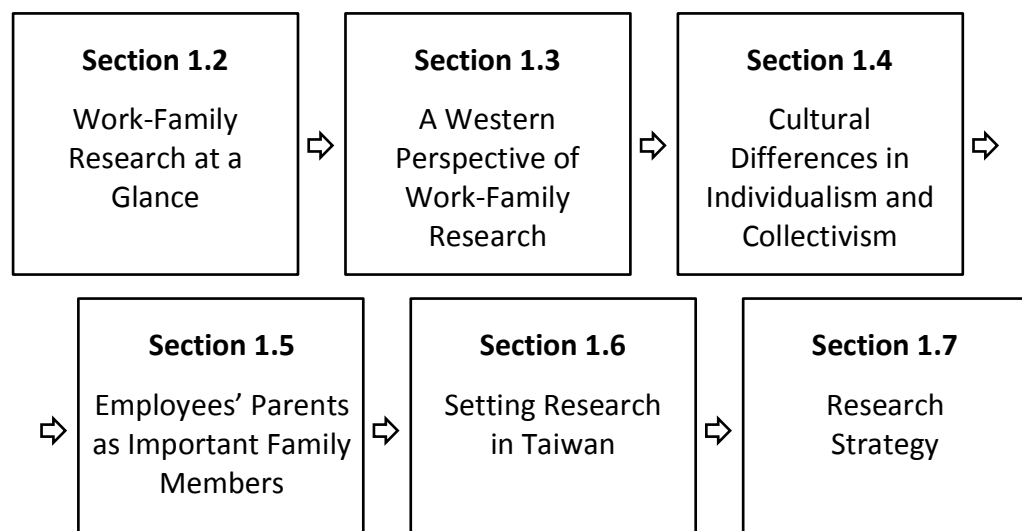 Section 1.2
Work-Family
Research at a
Glance
Section 1.3
A Western
Perspective of
Work-Family
Research
Section 1.4
Cultural
Differences in
Individualism and
Collectivism
Section 1.5
Employees’ Parents
as Important Family
Members
Section 1.6
Setting Research
in Taiwan
Section 1.7
Research
Strategy